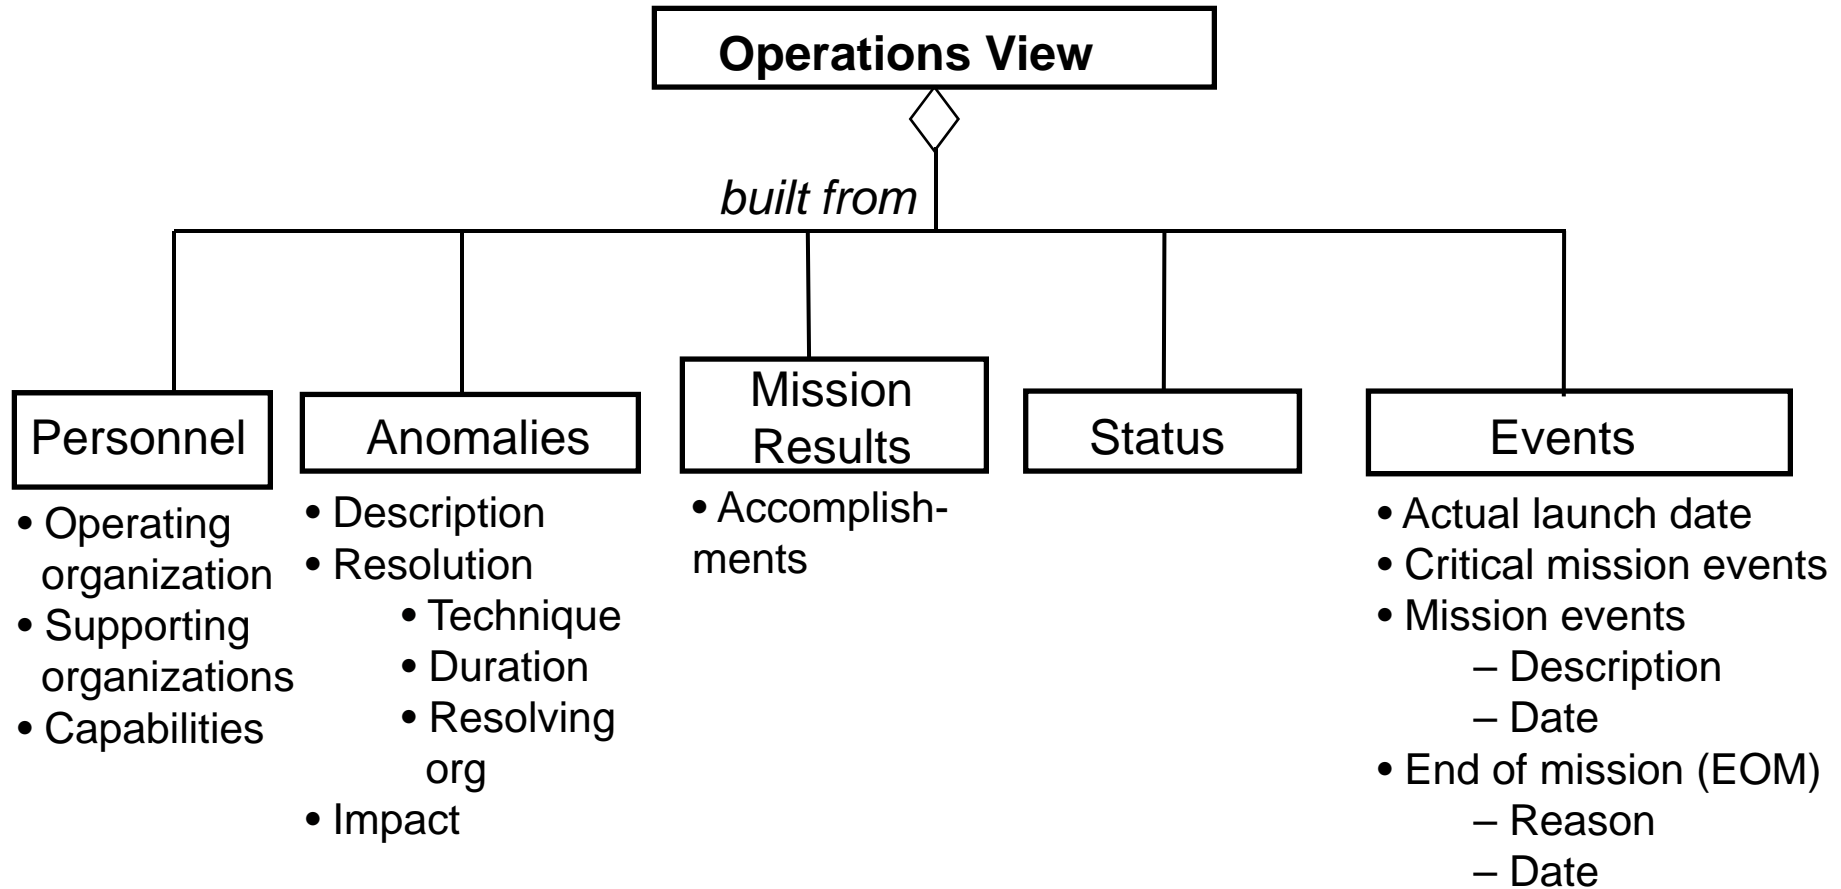 Operations View
built from
Personnel
• Operating
organization
• Supporting
organizations
• Capabilities
Anomalies
• Description
• Resolution
• Technique
• Duration
• Resolving
org
• Impact
Mission
Results
• Accomplish-
ments
Status
Events
• Actual launch date
• Critical mission events
• Mission events
– Description
– Date
• End of mission (EOM)
– Reason
– Date